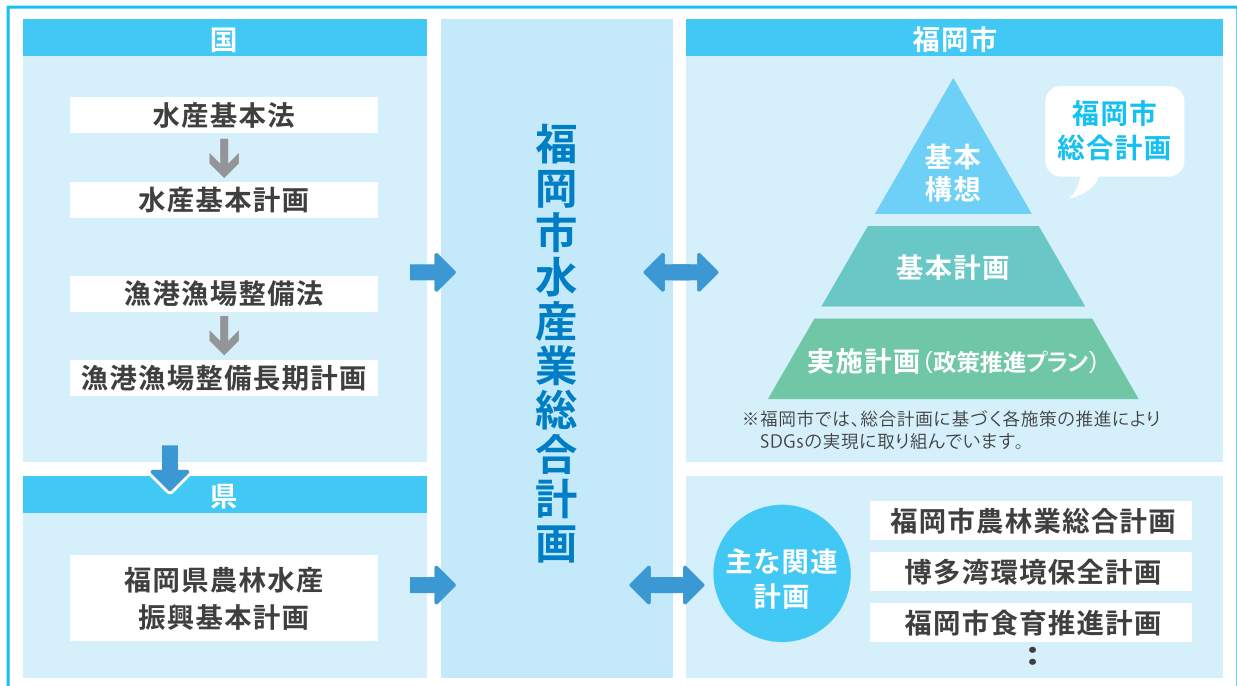 国
水産基本法
水産基本計画
漁港漁場整備法
漁港漁場整備長期計画
県
福岡県農林水産
振興基本計画
福岡市水産業総合計画
福岡市
福岡市
総合計画
基本
構想
基本計画
実施計画（政策推進プラン）
※福岡市では、総合計画に基づく各施策の推進により
SDGsの実現に取り組んでいます。
主な関連
計画
福岡市農林業総合計画
博多湾環境保全計画
福岡市食育推進計画
：